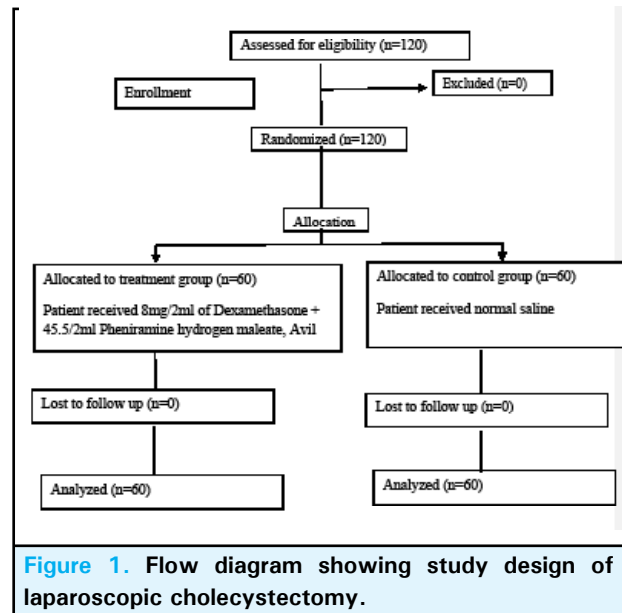 Assessed for eligibility (n=120)
Enrollment
Excluded (n=0)
Randomized (n=120)
Allocation
Allocated to treatment group (n=60)
Patient received 8mg/2ml of Dexamethasone +
45.5/2ml Pheniramine hydrogen maleate, Avil
Allocated to control group (n=60)
Patient received normal saline
Lost to follow up (n=0)
Lost to follow up (n=0)
Analyzed (n=60)
Analyzed (n=60)
Figure 1. Flow diagram showing study design of
laparoscopic cholecystectomy.